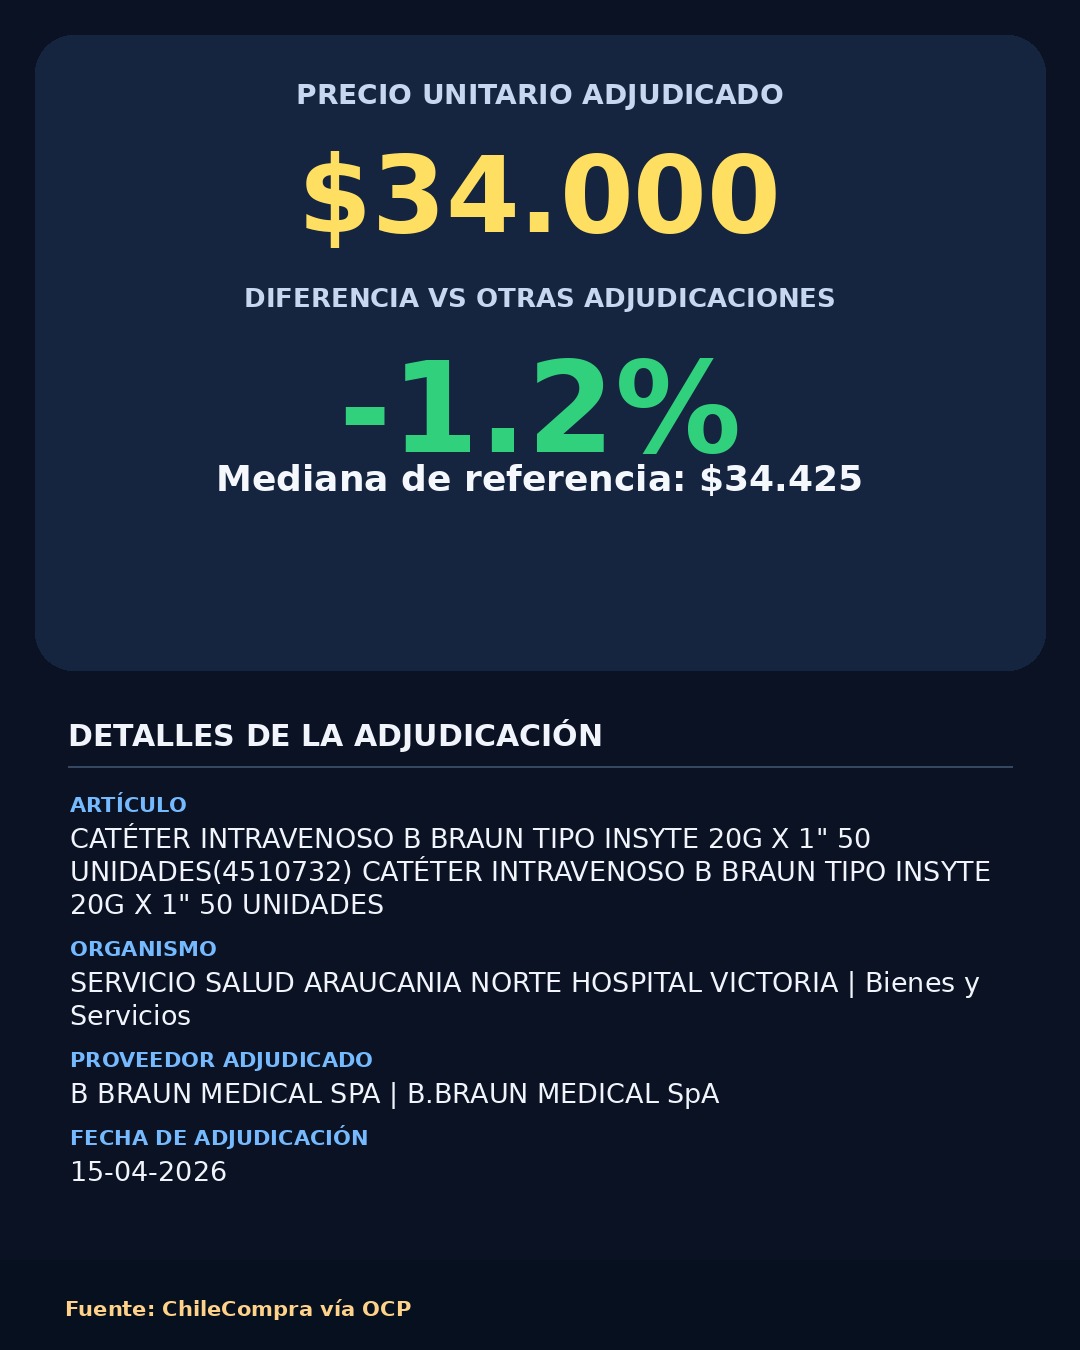 PRECIO UNITARIO ADJUDICADO
$34.000
DIFERENCIA VS OTRAS ADJUDICACIONES
-1.2%
Mediana de referencia: $34.425
DETALLES DE LA ADJUDICACIÓN
ARTÍCULO
CATÉTER INTRAVENOSO B BRAUN TIPO INSYTE 20G X 1" 50
UNIDADES(4510732) CATÉTER INTRAVENOSO B BRAUN TIPO INSYTE
20G X 1" 50 UNIDADES
ORGANISMO
SERVICIO SALUD ARAUCANIA NORTE HOSPITAL VICTORIA | Bienes y
Servicios
PROVEEDOR ADJUDICADO
B BRAUN MEDICAL SPA | B.BRAUN MEDICAL SpA
FECHA DE ADJUDICACIÓN
15-04-2026
Fuente: ChileCompra vía OCP